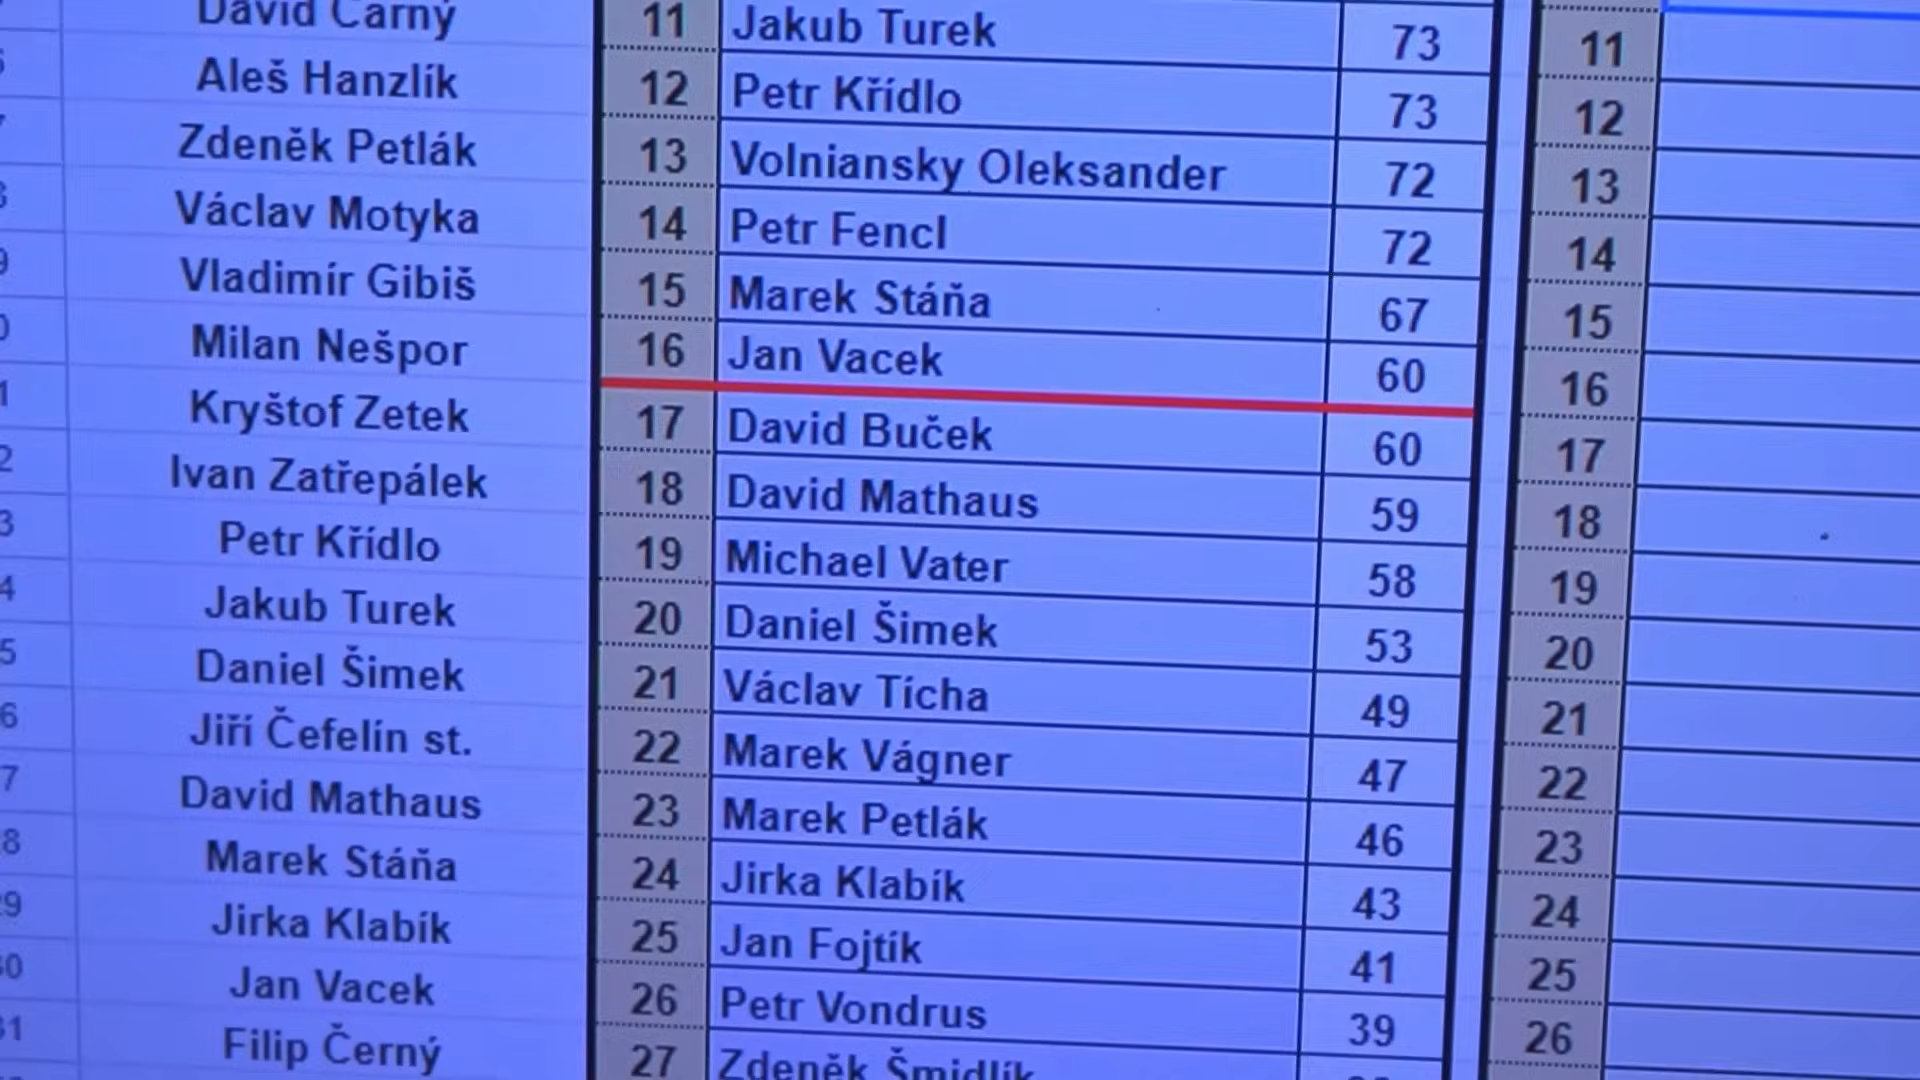 David Čarný 11 Jakub Turek 73 11
Aleš Hanzlík 12 Petr Křídlo 73 12
Zdeněk Petlák 13 Volniansky Oleksander 72 13
Václav Motyka 14 Petr Fencl 72 14
Vladimír Gibiš 15 Marek Stáňa 67 15
Milan Nešpor 16 Jan Vacek 60 16
Kryštof Zetek 17 David Buček 60 17
Ivan Zatřepálek 18 David Mathaus 59 18
Petr Křídlo 19 Michael Vater 58 19
Jakub Turek 20 Daniel Šimek 53 20
Daniel Šimek 21 Václav Tícha 49 21
Jiří Čefelín st. 22 Marek Vágner 47 22
David Mathaus 23 Marek Petlák 46 23
Marek Stáňa 24 Jirka Klabík 43 24
Jirka Klabík 25 Jan Fojtík 41 25
Jan Vacek 26 Petr Vondrus 39 26
Filip Černý 27 Zdeněk Šmidlík